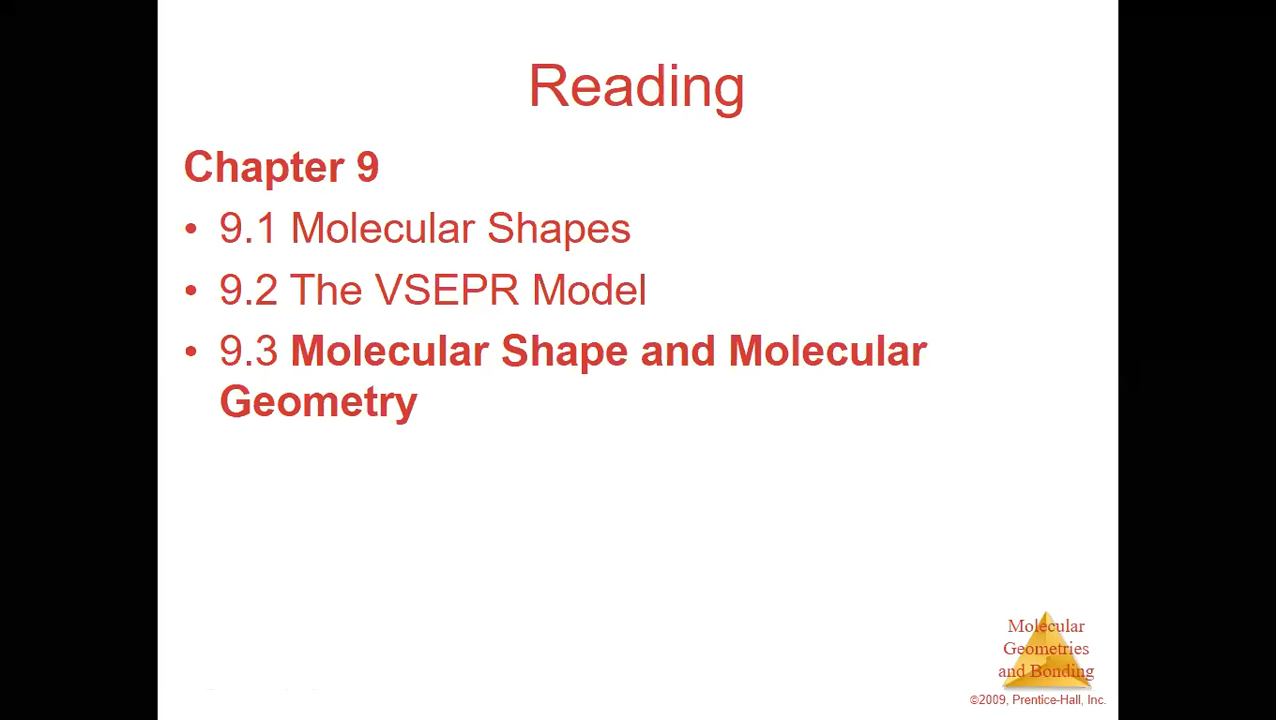 Reading
Chapter 9
• 9.1 Molecular Shapes
• 9.2 The VSEPR Model
• 9.3 Molecular Shape and Molecular
Geometry
Molecular
Geometries
and Bonding
©2009, Prentice-Hall, Inc.